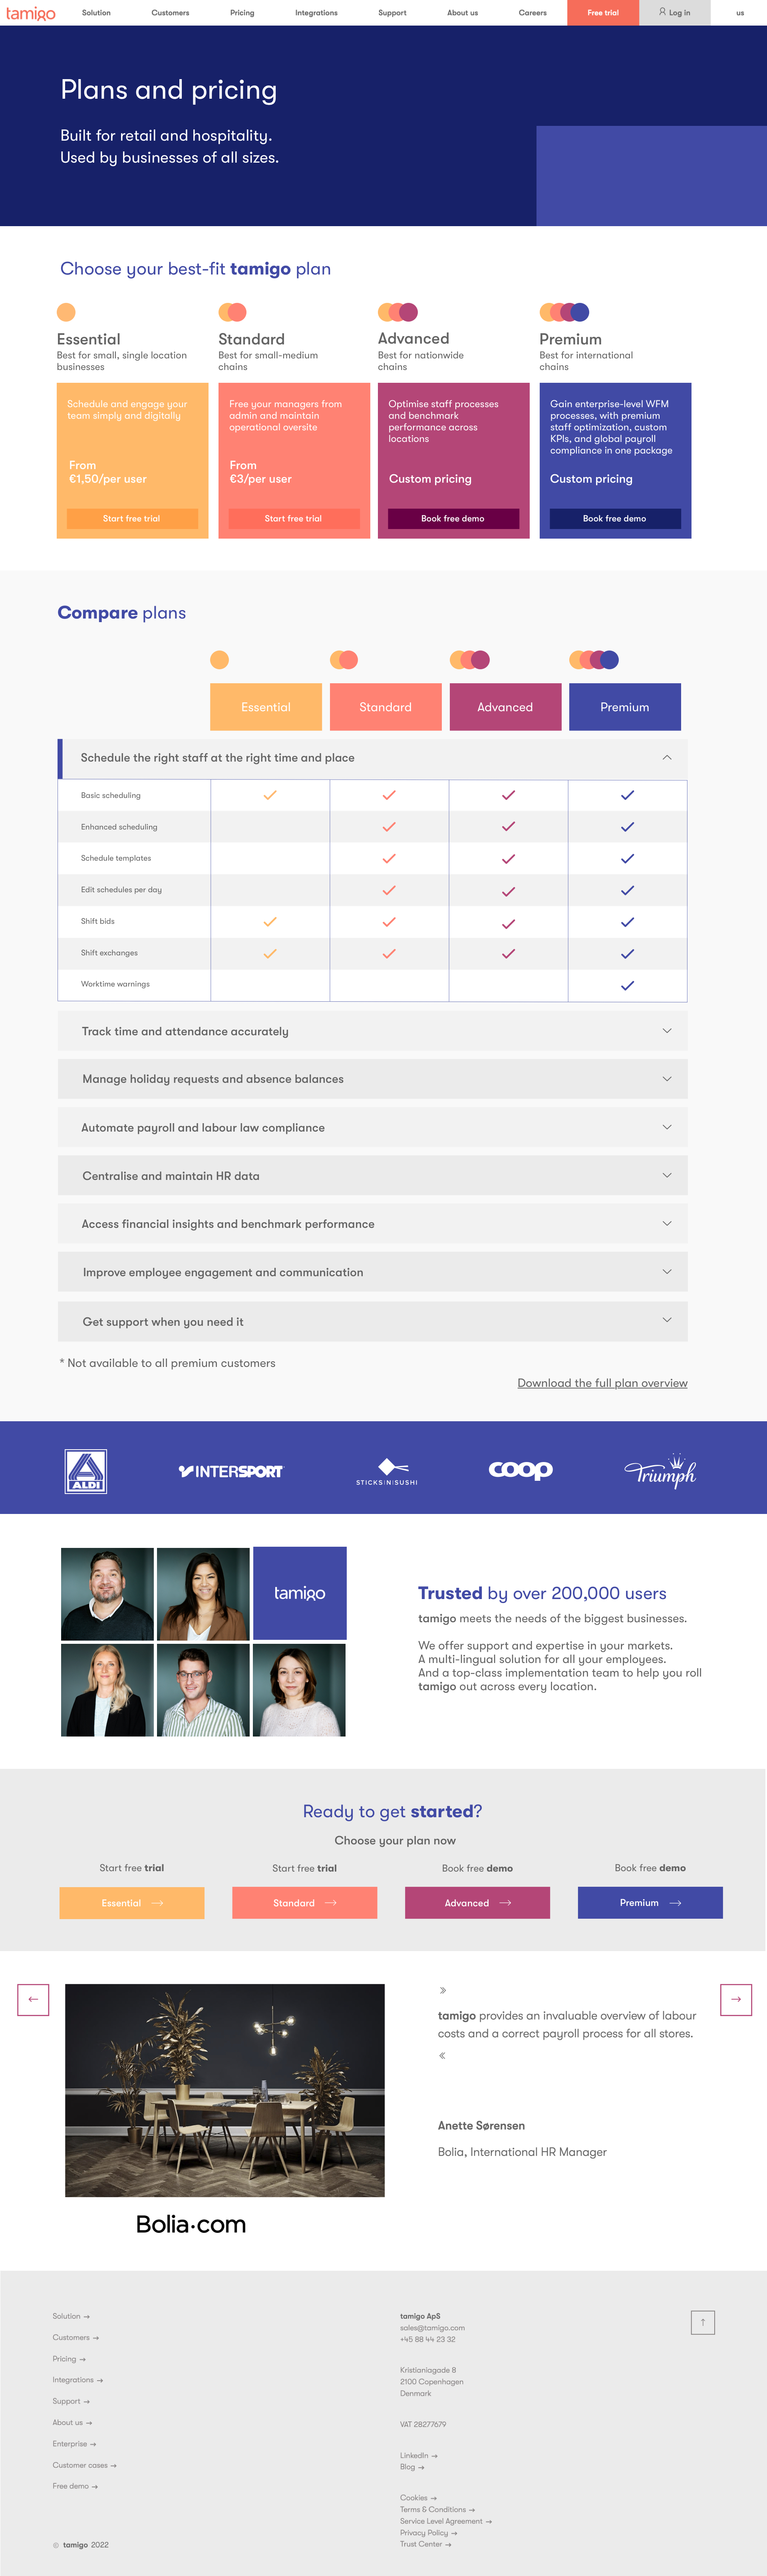 tamigo
Solution
Customers
Pricing
Integrations
Support
About us
Careers
Free trial
Log in
us
Plans and pricing
Built for retail and hospitality.
Used by businesses of all sizes.
Choose your best-fit tamigo plan
Essential
Best for small, single location
businesses
Schedule and engage your
team simply and digitally
From
€1,50/per user
Start free trial
Standard
Best for small-medium
chains
Free your managers from
admin and maintain
operational oversite
From
€3/per user
Start free trial
Advanced
Best for nationwide
chains
Optimise staff processes
and benchmark
performance across
locations
Custom pricing
Book free demo
Premium
Best for international
chains
Gain enterprise-level WFM
processes, with premium
staff optimization, custom
KPIs, and global payroll
compliance in one package
Custom pricing
Book free demo
Compare plans
Essential
Standard
Advanced
Premium
Schedule the right staff at the right time and place
Basic scheduling
Enhanced scheduling
Schedule templates
Edit schedules per day
Shift bids
Shift exchanges
Worktime warnings
Track time and attendance accurately
Manage holiday requests and absence balances
Automate payroll and labour law compliance
Centralise and maintain HR data
Access financial insights and benchmark performance
Improve employee engagement and communication
Get support when you need it
* Not available to all premium customers
Download the full plan overview
ALDI
INTERSPORT
STICKS'N'SUSHI
coop
Triumph
tamigo
Trusted by over 200,000 users
tamigo meets the needs of the biggest businesses.
We offer support and expertise in your markets.
A multi-lingual solution for all your employees.
And a top-class implementation team to help you roll
tamigo out across every location.
Ready to get started?
Choose your plan now
Start free trial
Essential →
Start free trial
Standard →
Book free demo
Advanced →
Book free demo
Premium →
←
→
»
tamigo provides an invaluable overview of labour
costs and a correct payroll process for all stores.
«
Anette Sørensen
Bolia, International HR Manager
Bolia.com
Solution →
Customers →
Pricing →
Integrations →
Support →
About us →
Enterprise →
Customer cases →
Free demo →
© tamigo 2022
tamigo ApS
sales@tamigo.com
+45 88 44 23 32
Kristianiagade 8
2100 Copenhagen
Denmark
VAT 28277679
LinkedIn →
Blog →
Cookies →
Terms & Conditions →
Service Level Agreement →
Privacy Policy →
Trust Center →
↑